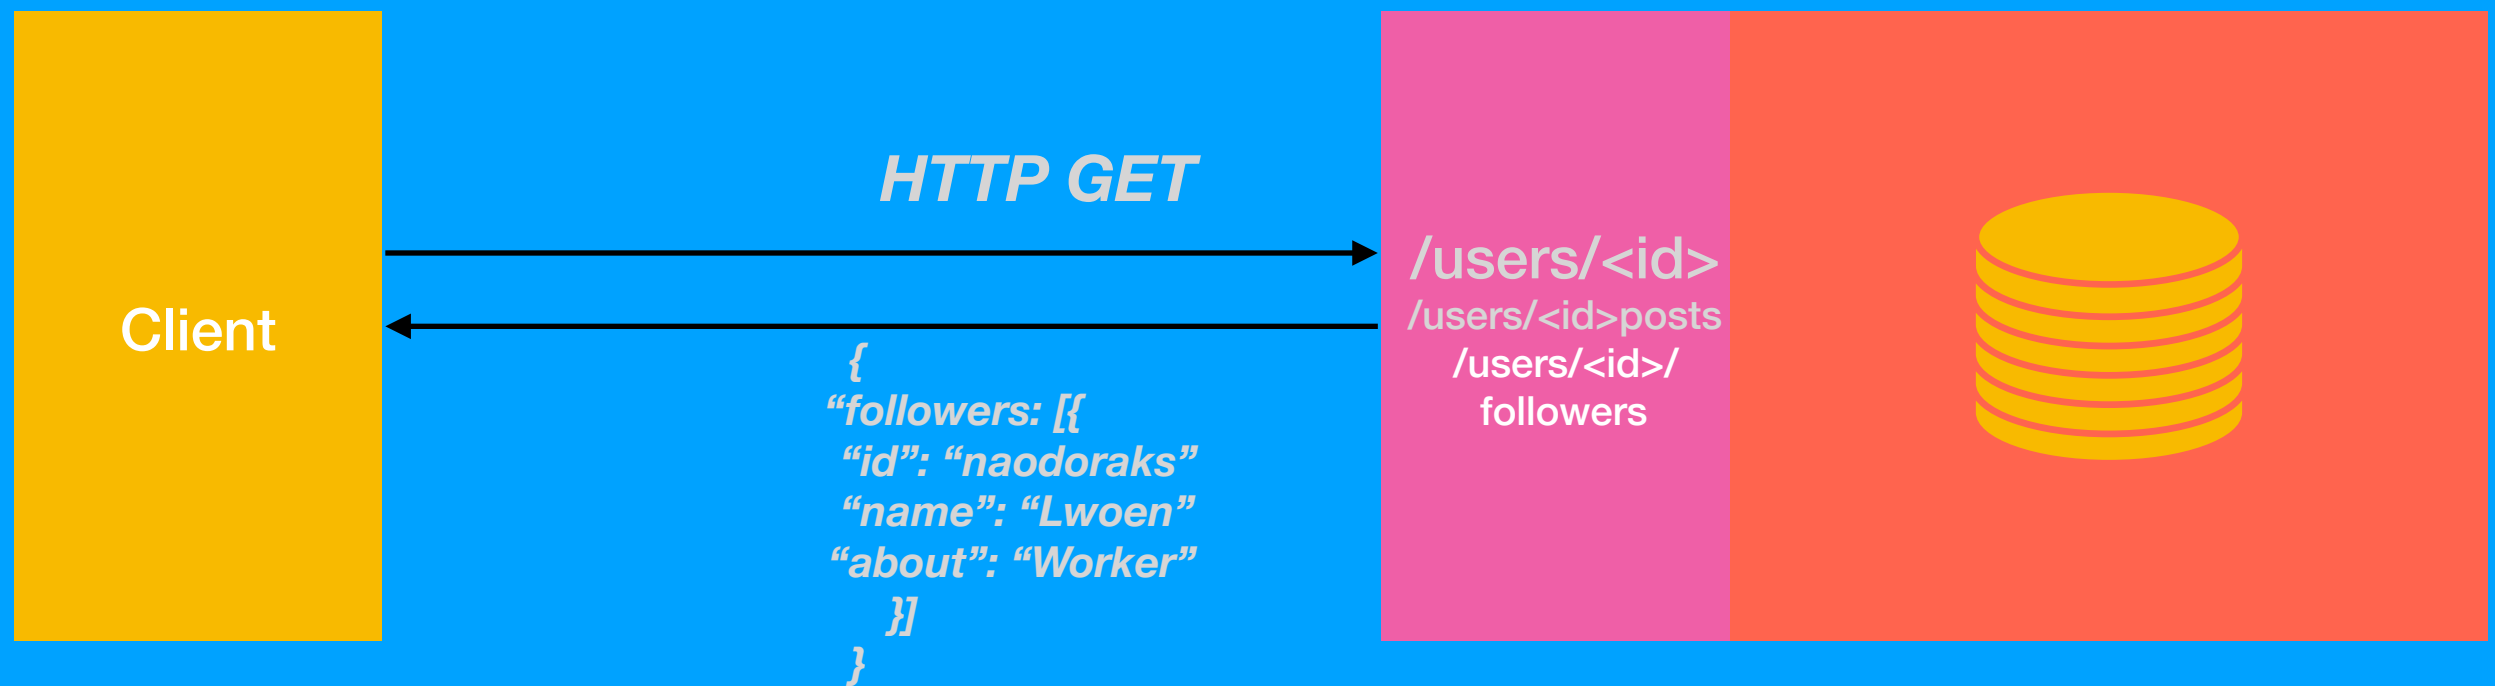 Client
HTTP GET
{
“followers: [{
“id”: “naodoraks”
“name”: “Lwoen”
“about”: “Worker”
}]
}
/users/<id>
/users/<id>posts
/users/<id>/
followers